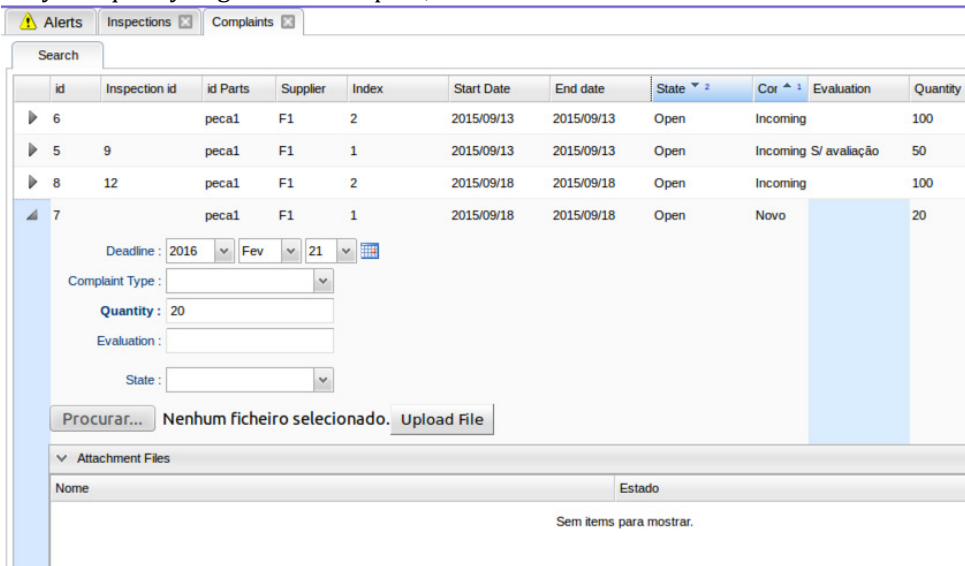 Alerts Inspections Complaints
Search
id Inspection id id Parts Supplier Index Start Date End date State 2 Cor 1 Evaluation Quantity
6 peca1 F1 2 2015/09/13 2015/09/13 Open Incoming 100
5 9 peca1 F1 1 2015/09/13 2015/09/13 Open Incoming S/ avaliação 50
8 12 peca1 F1 2 2015/09/18 2015/09/18 Open Incoming 100
7 peca1 F1 1 2015/09/18 2015/09/18 Open Novo 20
Deadline : 2016 Fev 21
Complaint Type :
Quantity : 20
Evaluation :
State :
Procurar... Nenhum ficheiro selecionado. Upload File
Attachment Files
Nome Estado
Sem items para mostrar.